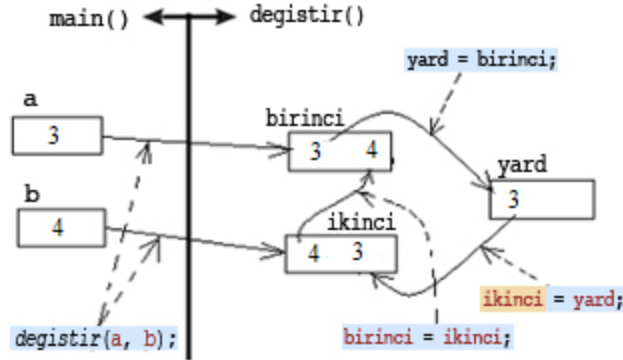 main() degistir()
yard = birinci;
a
3
birinci
3 4
yard
3
b
4
ikinci
4 3
ikinci = yard;
degistir(a, b);
birinci = ikinci;